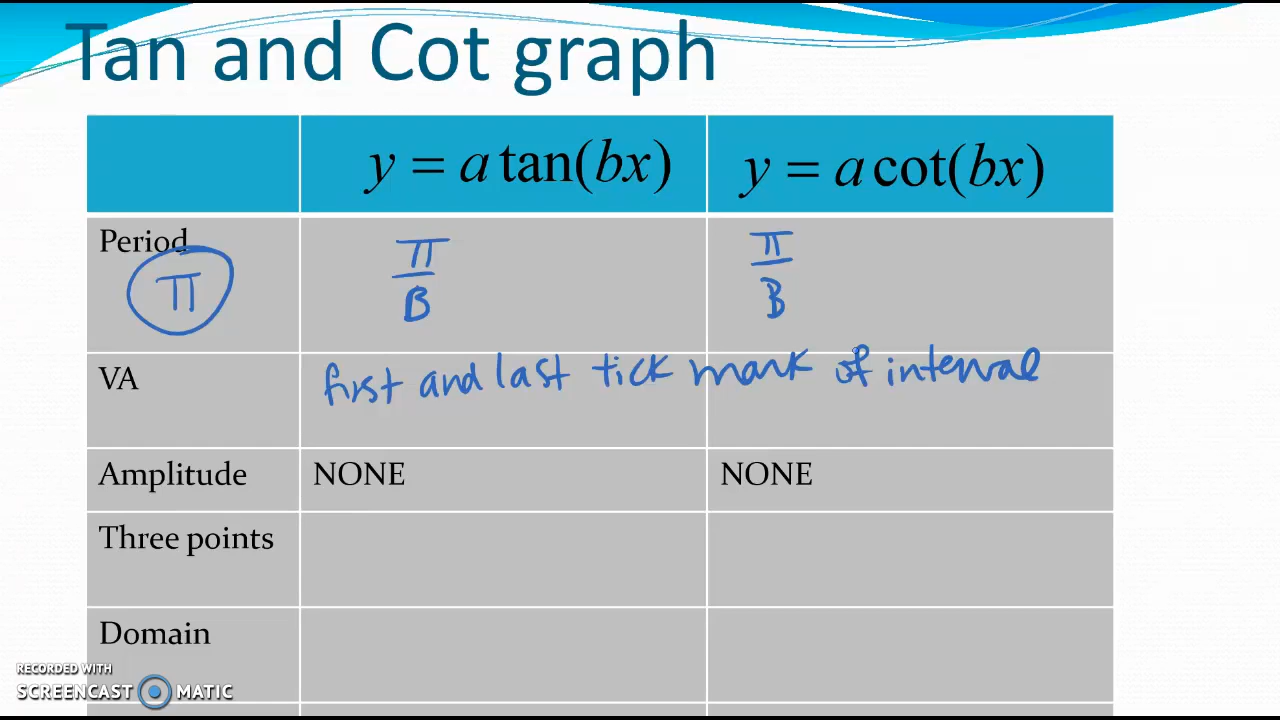 Tan and Cot graph
y = a tan(bx) y = a cot(bx)
Period
π π/B π/B
VA first and last tick mark of interval
Amplitude NONE NONE
Three points
Domain
RECORDED WITH
SCREENCAST MATIC